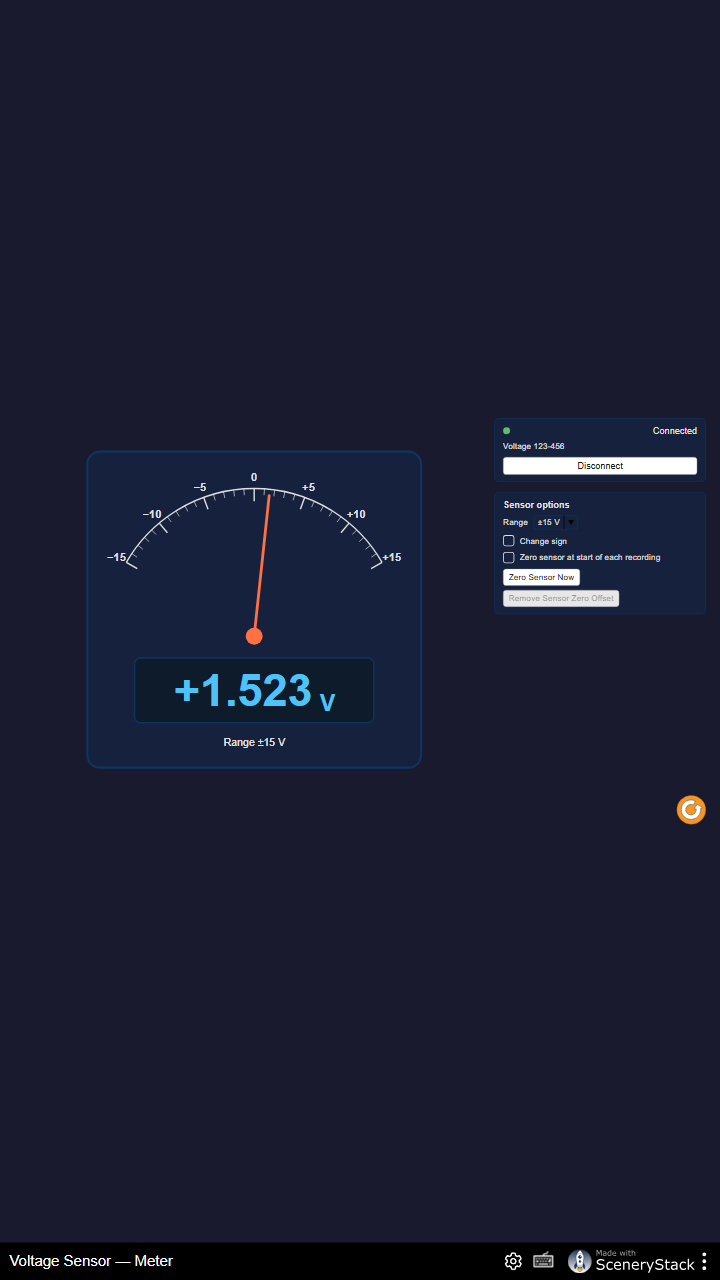 Connected
Voltage 123-456
Disconnect
0
−5 +5
−10 +10
−15 +15
+1.523 V
Range ±15 V
Sensor options
Range ±15 V
Change sign
Zero sensor at start of each recording
Zero Sensor Now
Remove Sensor Zero Offset
Voltage Sensor — Meter
Made with
SceneryStack